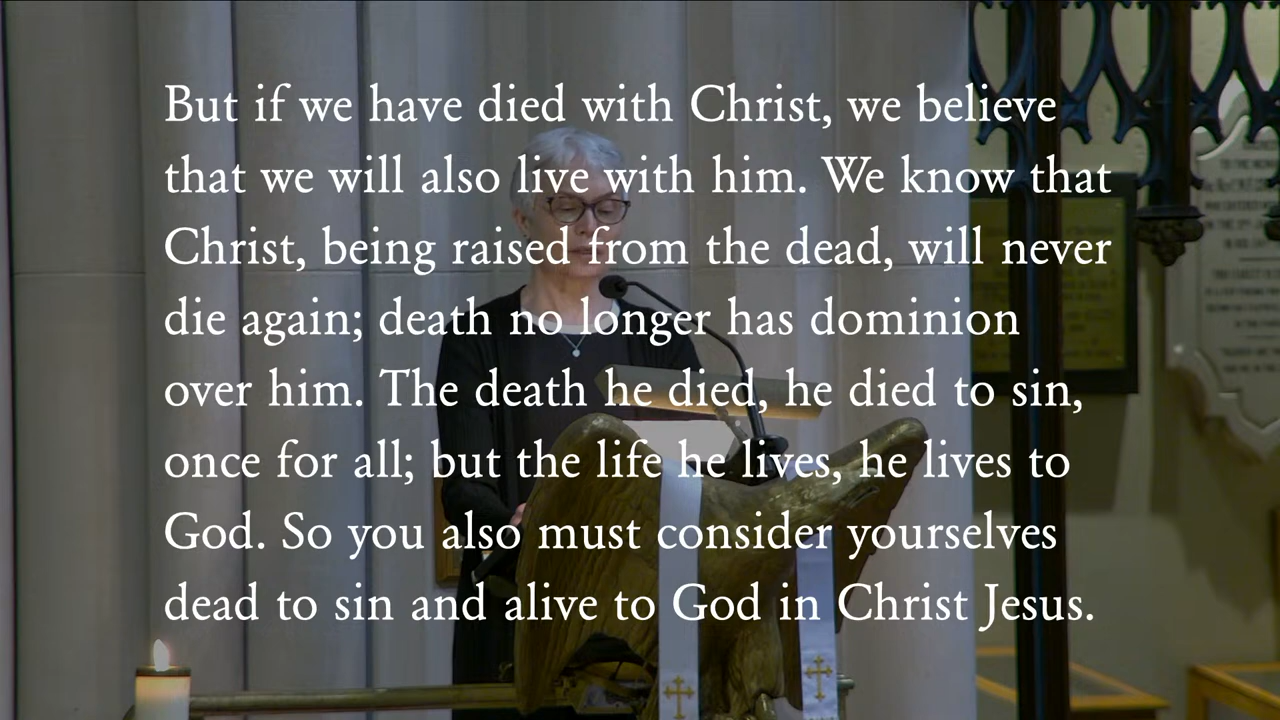 But if we have died with Christ, we believe
that we will also live with him. We know that
Christ, being raised from the dead, will never
die again; death no longer has dominion
over him. The death he died, he died to sin,
once for all; but the life he lives, he lives to
God. So you also must consider yourselves
dead to sin and alive to God in Christ Jesus.